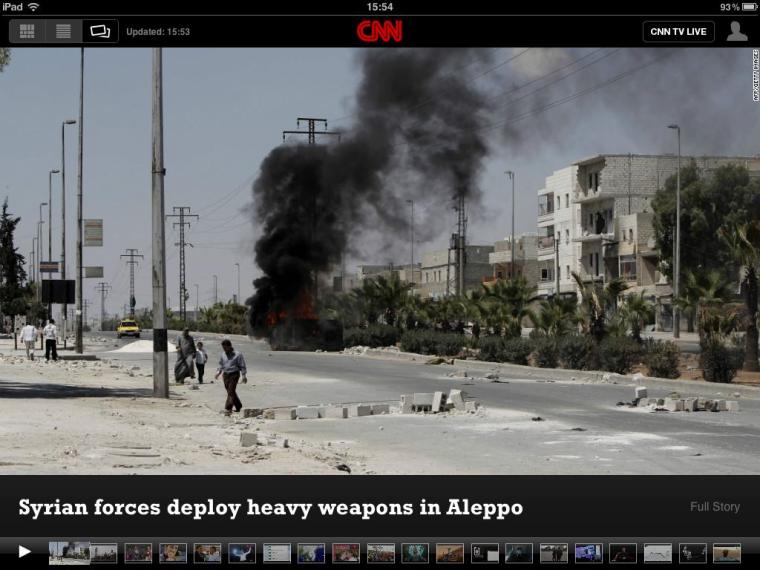 iPad 15:54 93%
Updated: 15:53 CNN CNN TV LIVE
AFP/GETTY IMAGES
Syrian forces deploy heavy weapons in Aleppo
Full Story